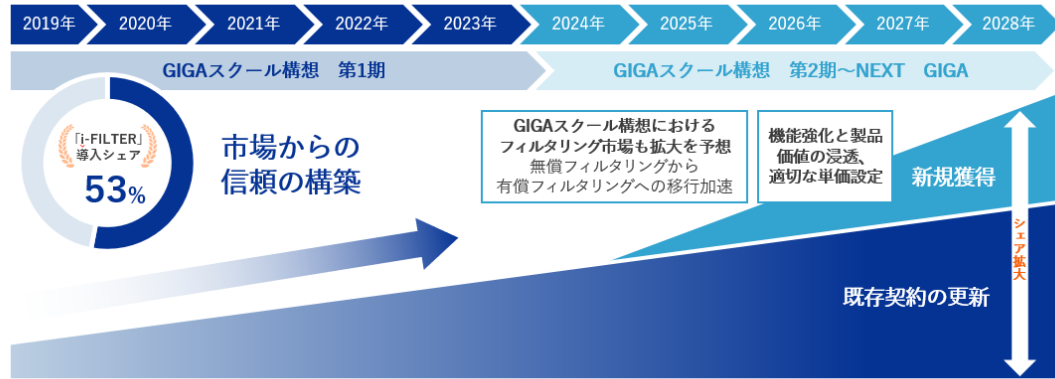 2019年 2020年 2021年 2022年 2023年 2024年 2025年 2026年 2027年 2028年
GIGAスクール構想　第1期
GIGAスクール構想　第2期～NEXT　GIGA
「i-FILTER」
導入シェア
53%
市場からの
信頼の構築
GIGAスクール構想における
フィルタリング市場も拡大を予想
無償フィルタリングから
有償フィルタリングへの移行加速
機能強化と製品
価値の浸透、
適切な単価設定
新規獲得
シェア拡大
既存契約の更新